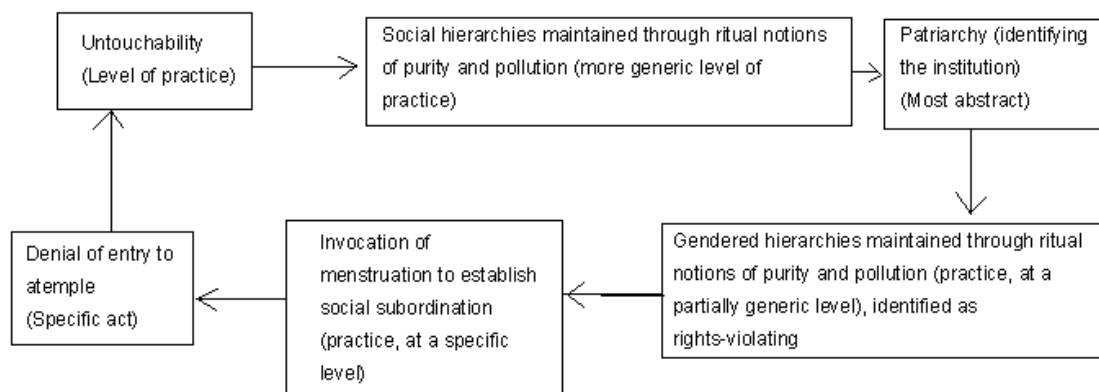 Untouchability
(Level of practice)
Social hierarchies maintained through ritual notions
of purity and pollution (more generic level of
practice)
Patriarchy (identifying
the institution)
(Most abstract)
Gendered hierarchies maintained through ritual
notions of purity and pollution (practice, at a
partially generic level), identified as
rights-violating
Invocation of
menstruation to establish
social subordination
(practice, at a specific
level)
Denial of entry to
atemple
(Specific act)